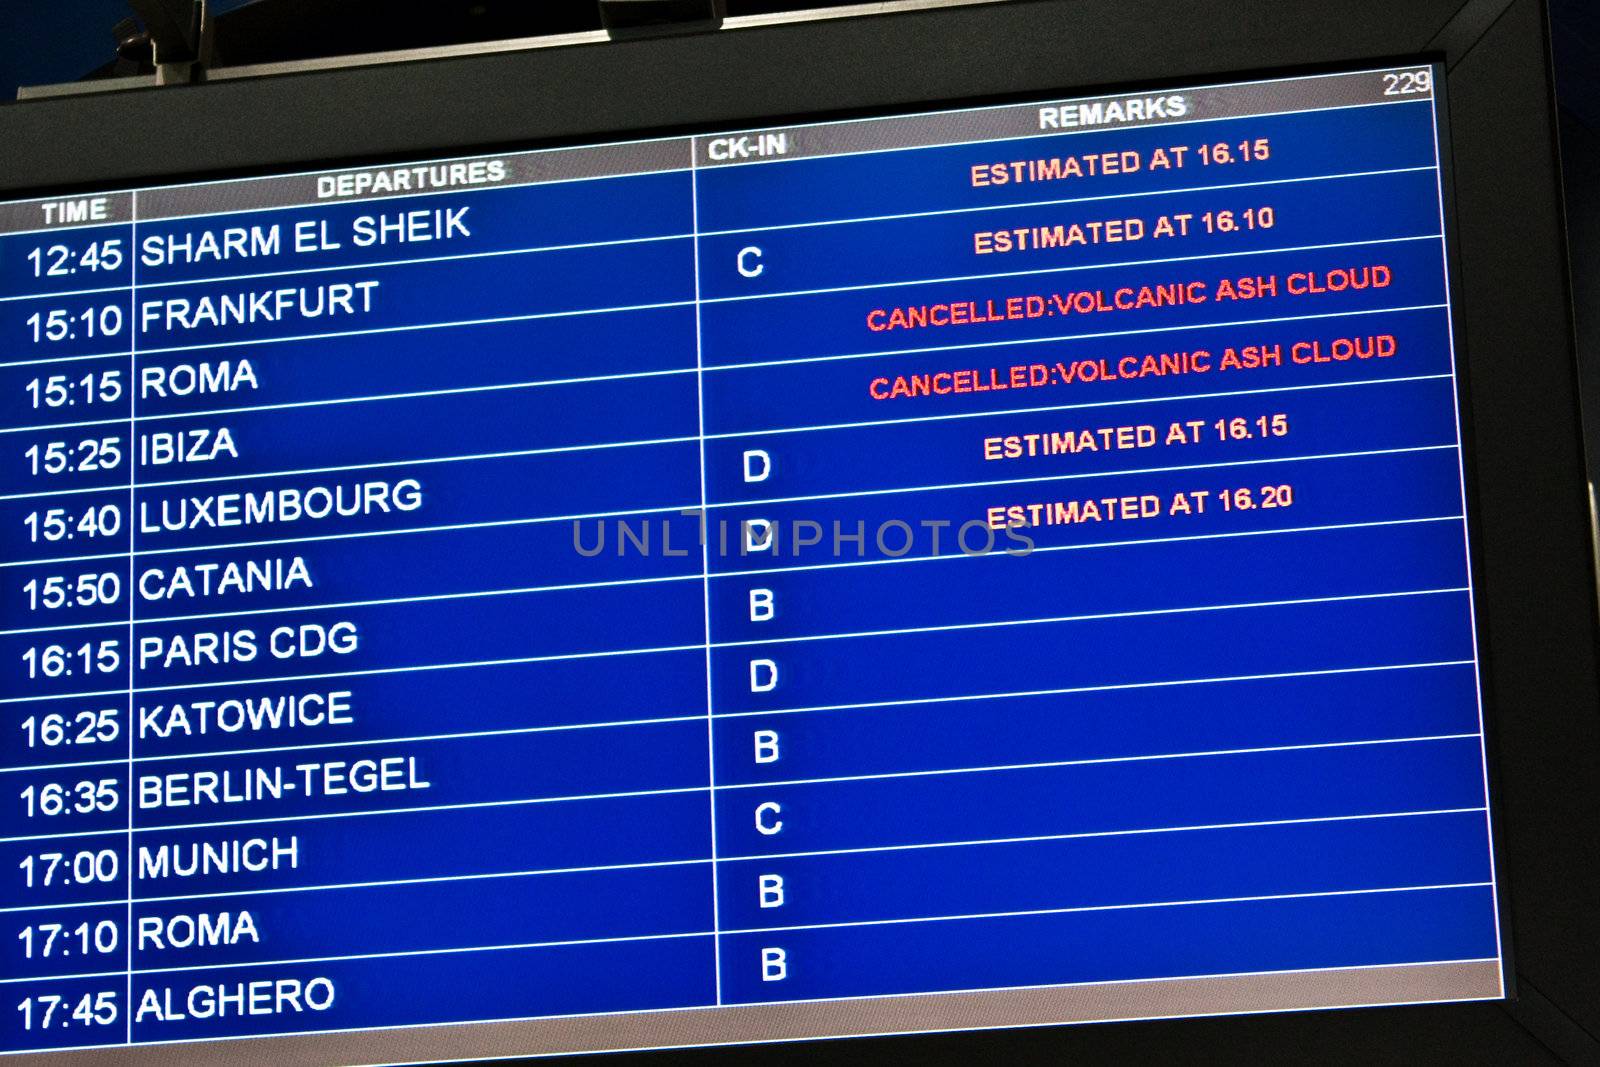 229
TIME DEPARTURES CK-IN REMARKS
12:45 SHARM EL SHEIK ESTIMATED AT 16.15
15:10 FRANKFURT C ESTIMATED AT 16.10
15:15 ROMA CANCELLED:VOLCANIC ASH CLOUD
15:25 IBIZA CANCELLED:VOLCANIC ASH CLOUD
15:40 LUXEMBOURG D ESTIMATED AT 16.15
15:50 CATANIA D ESTIMATED AT 16.20
16:15 PARIS CDG B
16:25 KATOWICE D
16:35 BERLIN-TEGEL B
17:00 MUNICH C
17:10 ROMA B
17:45 ALGHERO B
UNLIMPHOTOS